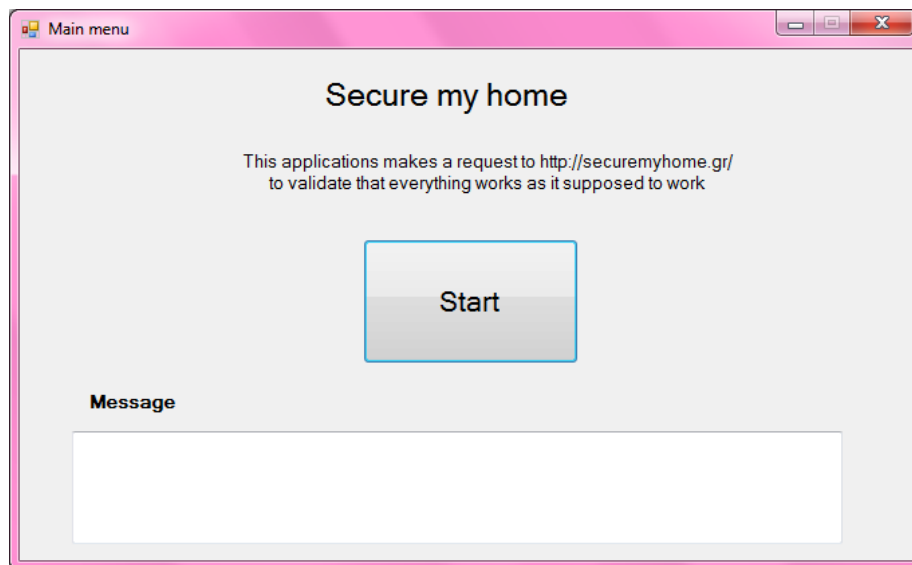 Main menu
Secure my home
This applications makes a request to http://securemyhome.gr/
to validate that everything works as it supposed to work
Start
Message